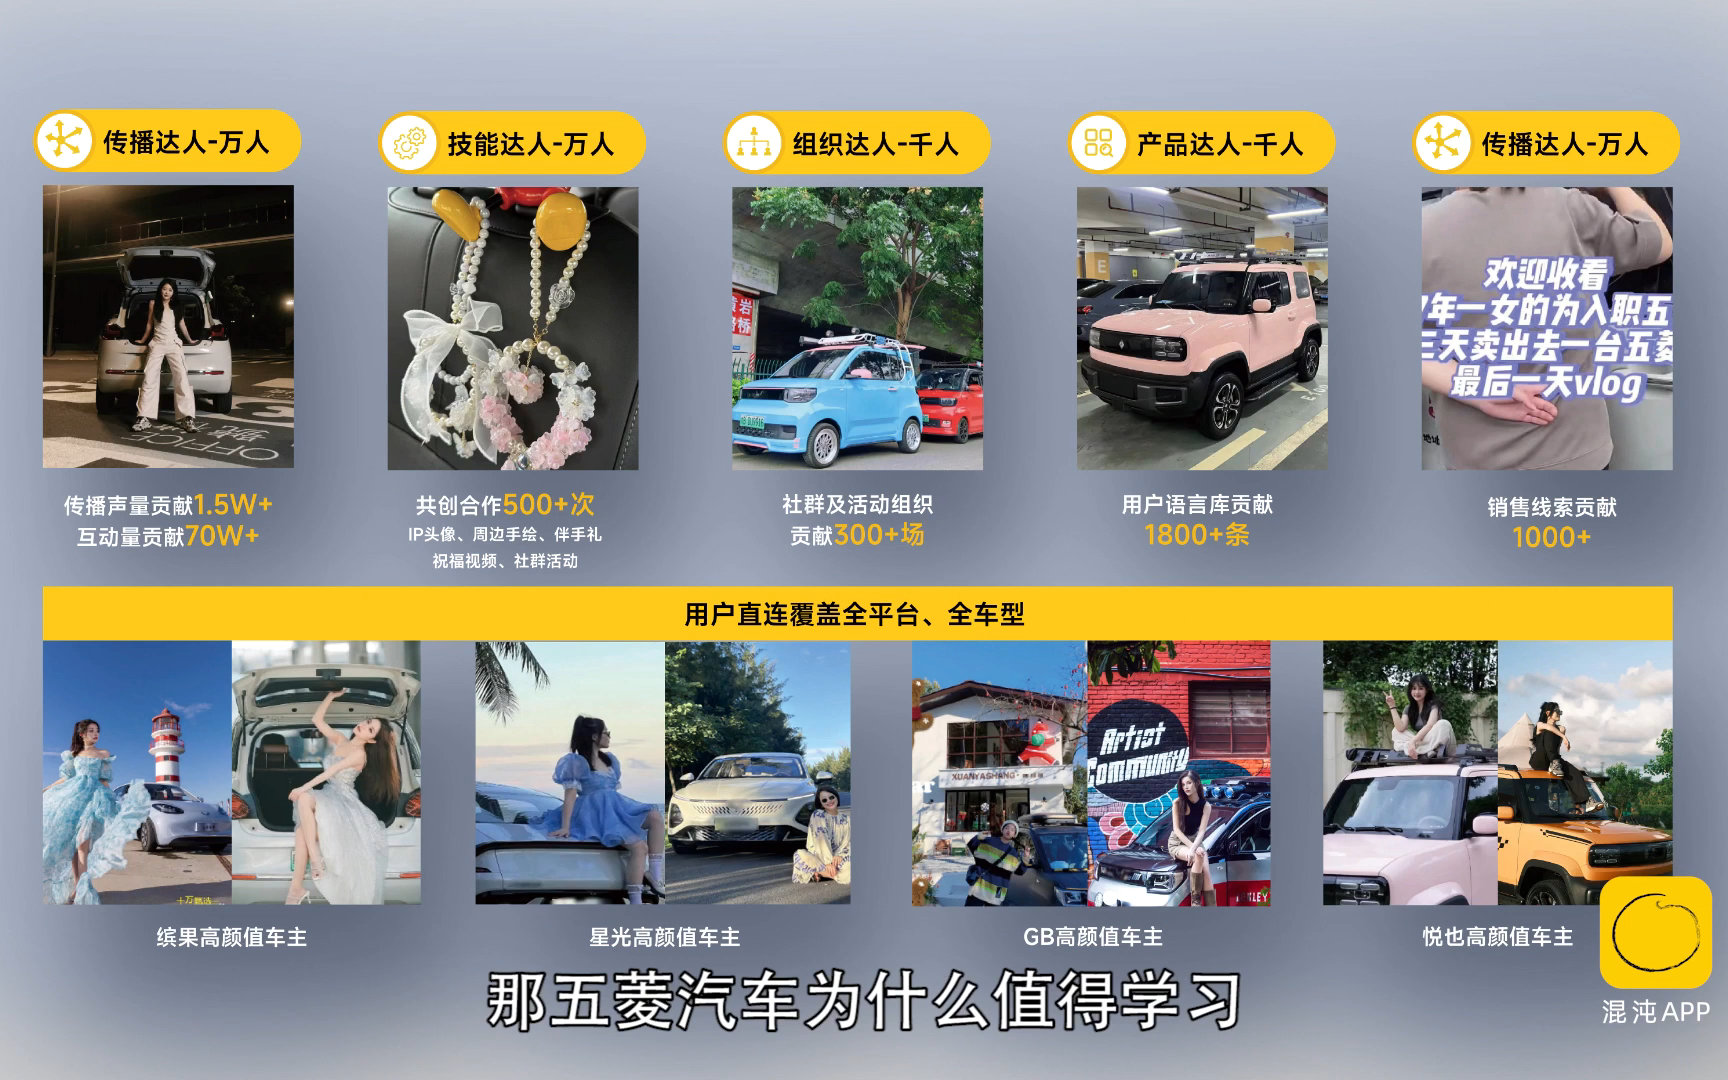 传播达人-万人
技能达人-万人
组织达人-千人
产品达人-千人
传播达人-万人
OFFICE
黄岩
路桥
E
欢迎收看
年一女的为入职五
三天卖出去一台五菱
最后一天vlog
传播声量贡献1.5W+
互动量贡献70W+
共创合作500+次
IP头像、周边手绘、伴手礼
祝福视频、社群活动
社群及活动组织
贡献300+场
用户语言库贡献
1800+条
销售线索贡献
1000+
用户直连覆盖全平台、全车型
XUANYASHANG
Artist
Community
缤果高颜值车主
星光高颜值车主
GB高颜值车主
悦也高颜值车主
那五菱汽车为什么值得学习
混沌APP